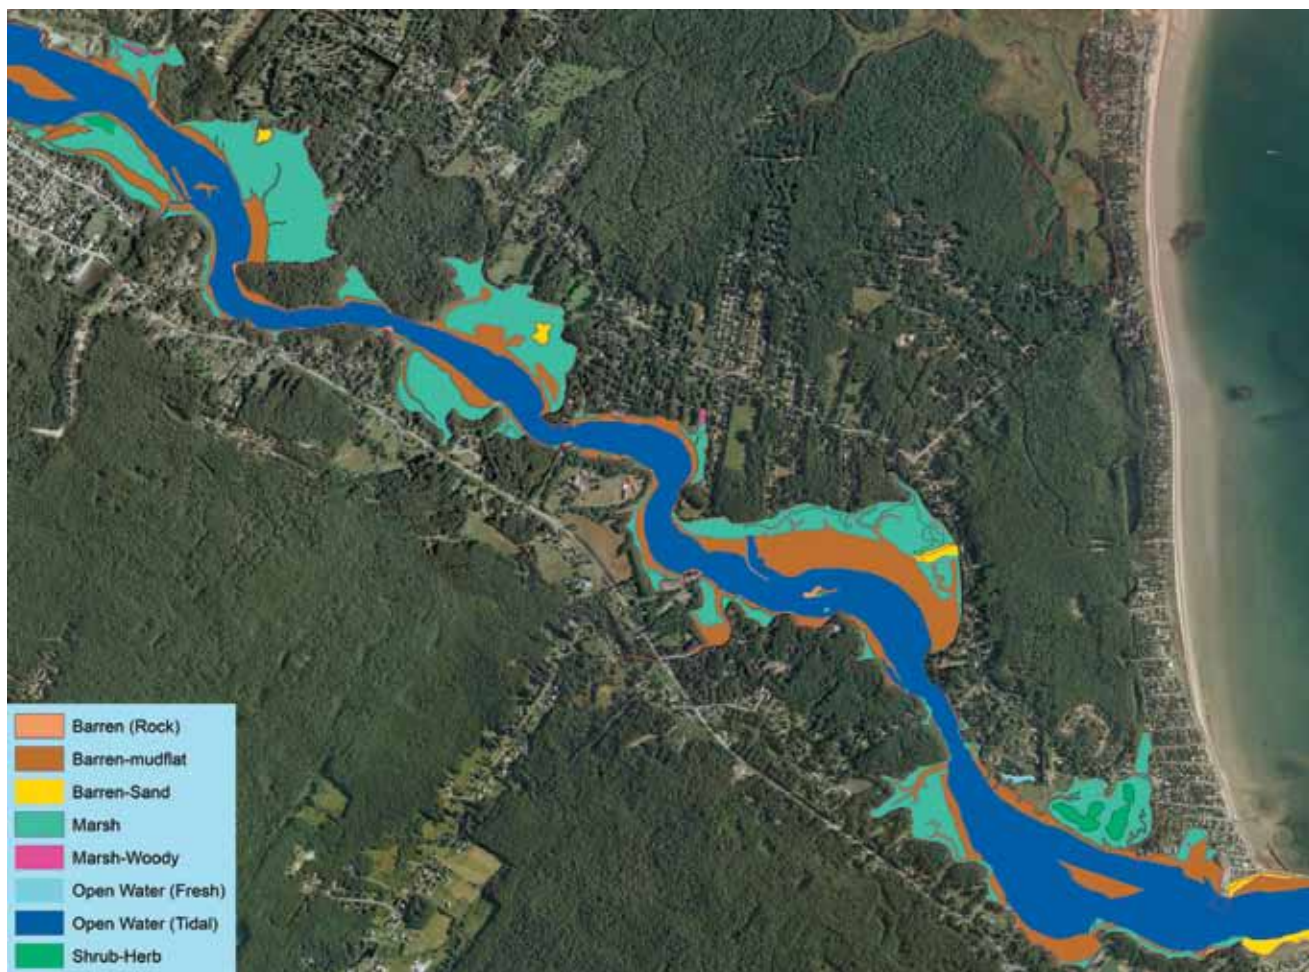 Barren (Rock)
Barren-mudflat
Barren-Sand
Marsh
Marsh-Woody
Open Water (Fresh)
Open Water (Tidal)
Shrub-Herb